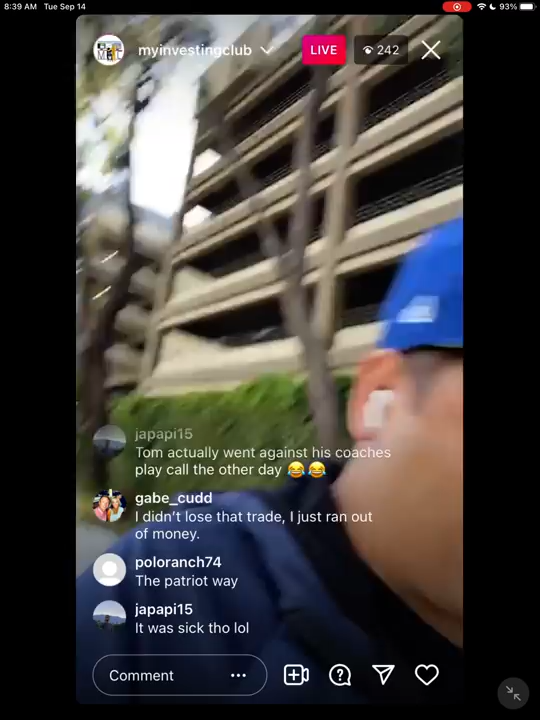 8:39 AM Tue Sep 14
93%
myinvestingclub
LIVE
242
japapi15
Tom actually went against his coaches
play call the other day 😂😂
gabe_cudd
I didn't lose that trade, I just ran out
of money.
poloranch74
The patriot way
japapi15
It was sick tho lol
Comment